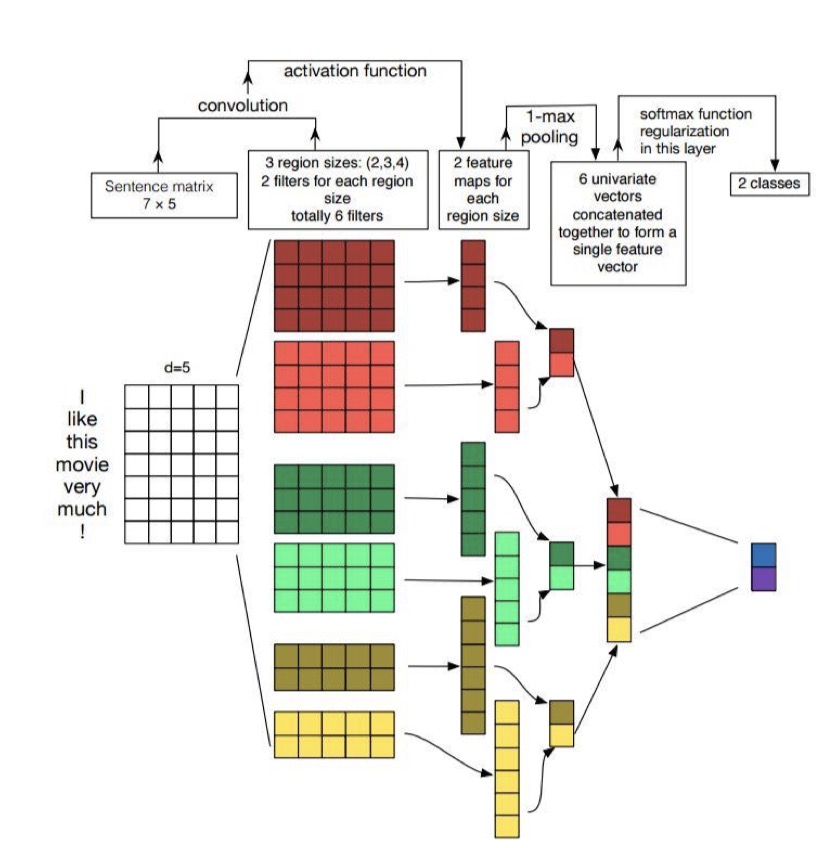 activation function
convolution
1-max
pooling
softmax function
regularization
in this layer
Sentence matrix
7 × 5
3 region sizes: (2,3,4)
2 filters for each region
size
totally 6 filters
2 feature
maps for
each
region size
6 univariate
vectors
concatenated
together to form a
single feature
vector
2 classes
d=5
I
like
this
movie
very
much
!